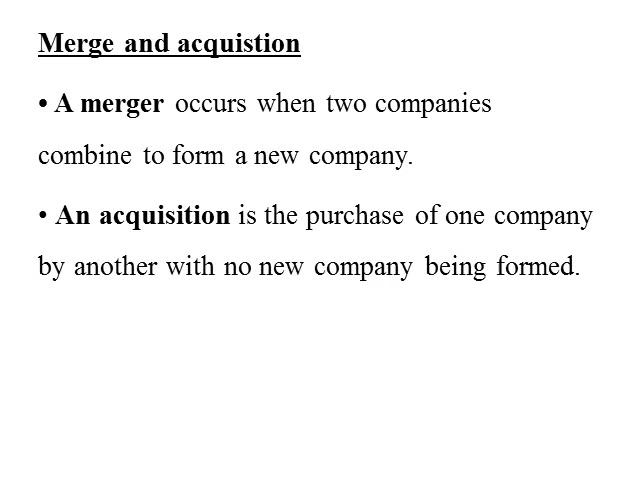 Merge and acquistion
• A merger occurs when two companies
combine to form a new company.
• An acquisition is the purchase of one company
by another with no new company being formed.